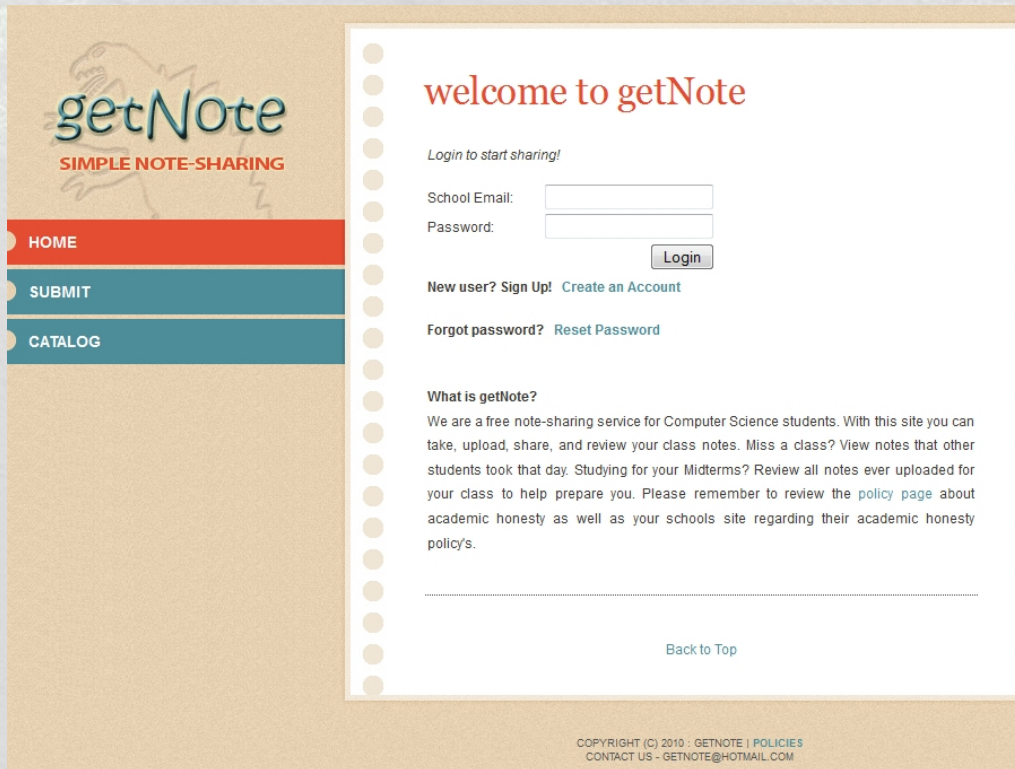 getNote
SIMPLE NOTE-SHARING
HOME
SUBMIT
CATALOG
welcome to getNote
Login to start sharing!
School Email:
Password:
Login
New user? Sign Up! Create an Account
Forgot password? Reset Password
What is getNote?
We are a free note-sharing service for Computer Science students. With this site you can
take, upload, share, and review your class notes. Miss a class? View notes that other
students took that day. Studying for your Midterms? Review all notes ever uploaded for
your class to help prepare you. Please remember to review the policy page about
academic honesty as well as your schools site regarding their academic honesty
policy's.
Back to Top
COPYRIGHT (C) 2010 : GETNOTE | POLICIES
CONTACT US - GETNOTE@HOTMAIL.COM